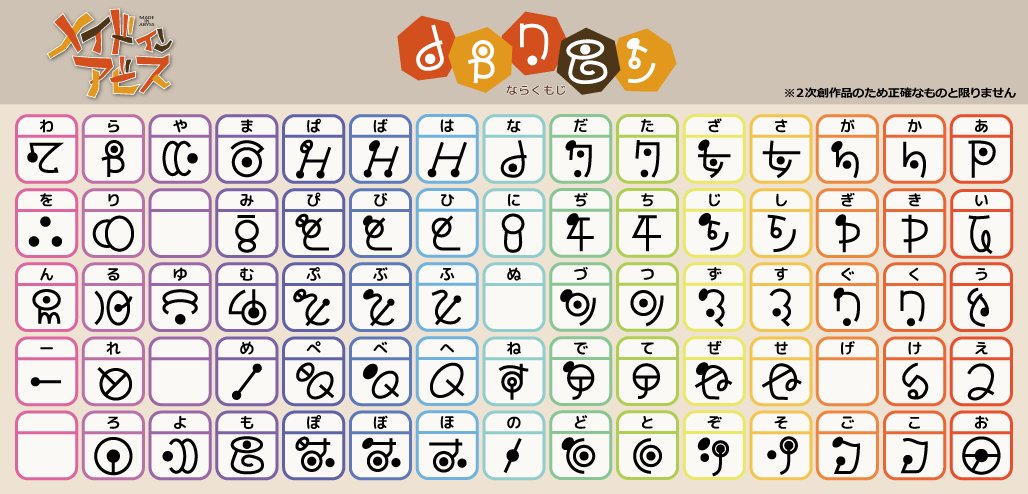 メイドインアビス
MADE IN ABYSS
ならくもじ
※2次創作品のため正確なものと限りません
わ ら や ま ぱ ば は な だ た ざ さ が か あ
を り み ぴ び ひ に ぢ ち じ し ぎ き い
ん る ゆ む ぷ ぶ ふ ぬ づ つ ず す ぐ く う
ー れ め ぺ べ へ ね で て ぜ せ げ け え
ろ よ も ぽ ぼ ほ の ど と ぞ そ ご こ お